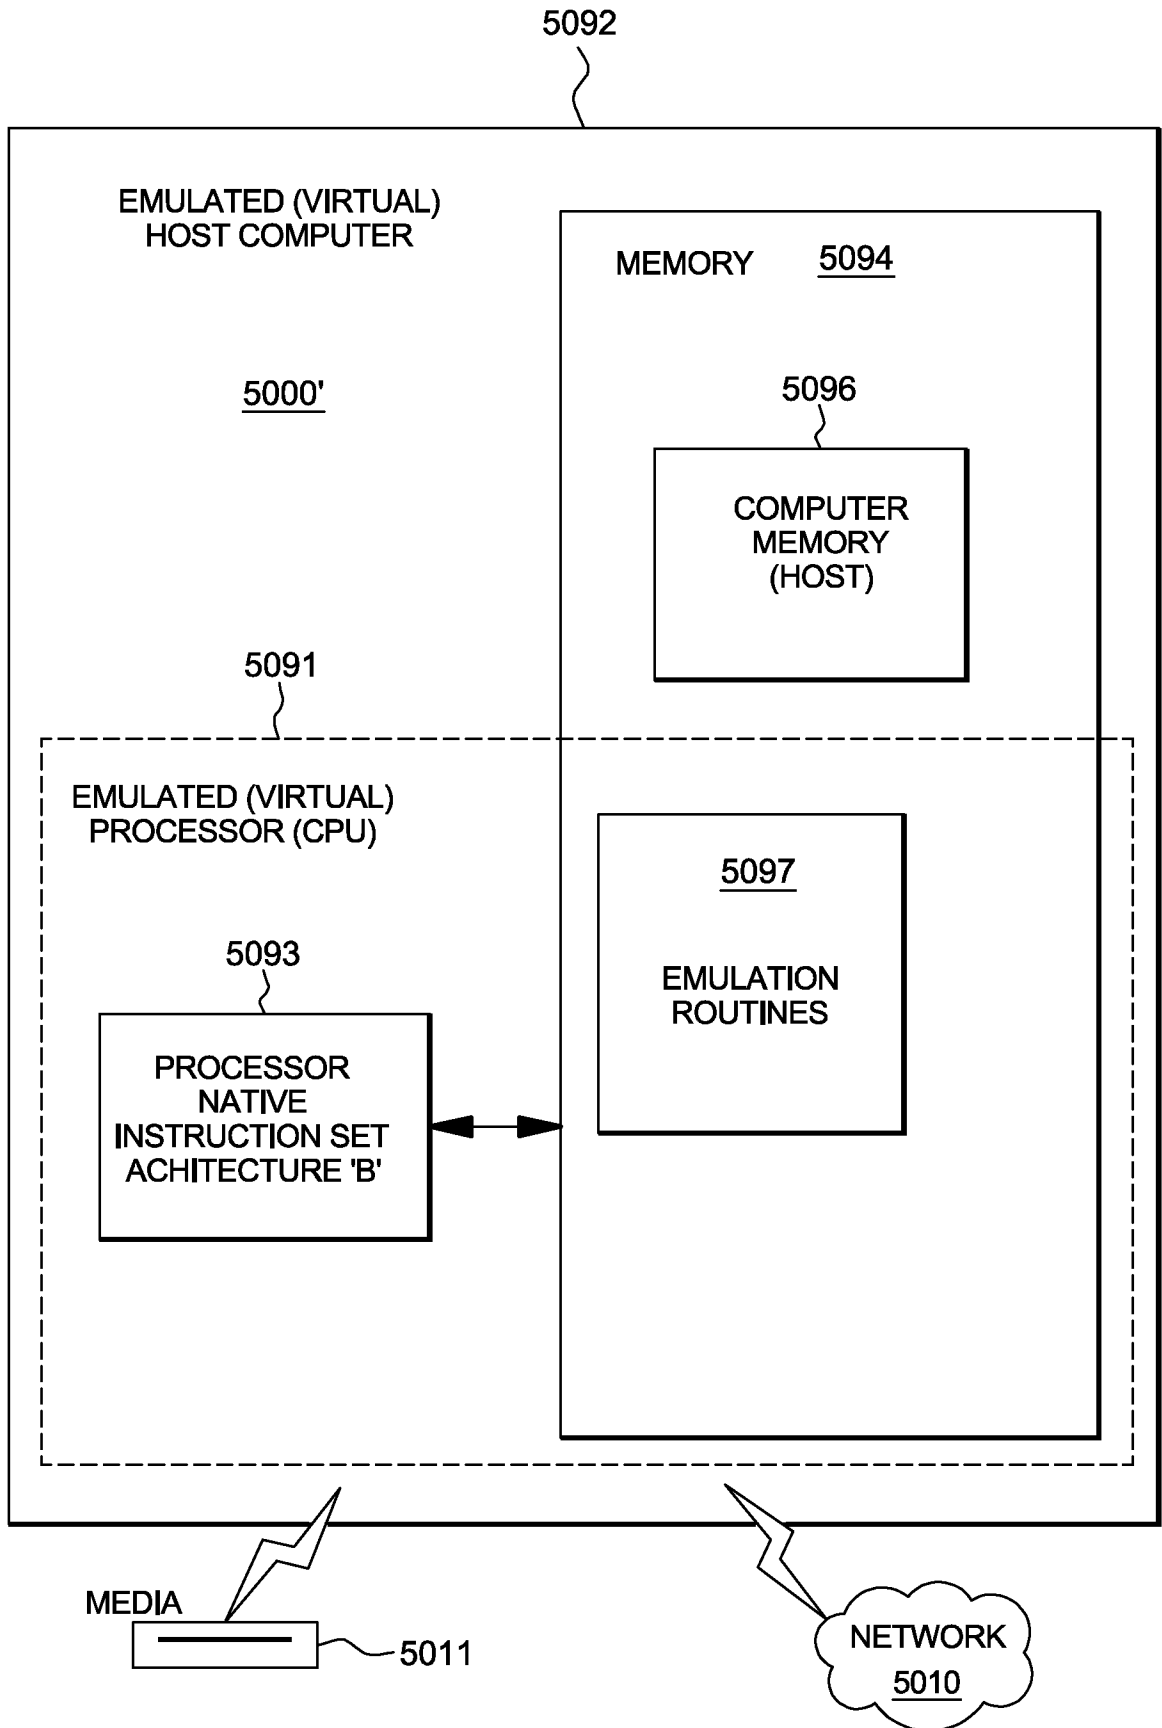 5092
EMULATED (VIRTUAL)
HOST COMPUTER
MEMORY 5094
5000'
5096
COMPUTER
MEMORY
(HOST)
5091
EMULATED (VIRTUAL)
PROCESSOR (CPU)
5097
EMULATION
ROUTINES
5093
PROCESSOR
NATIVE
INSTRUCTION SET
ACHITECTURE 'B'
MEDIA
5011
NETWORK
5010